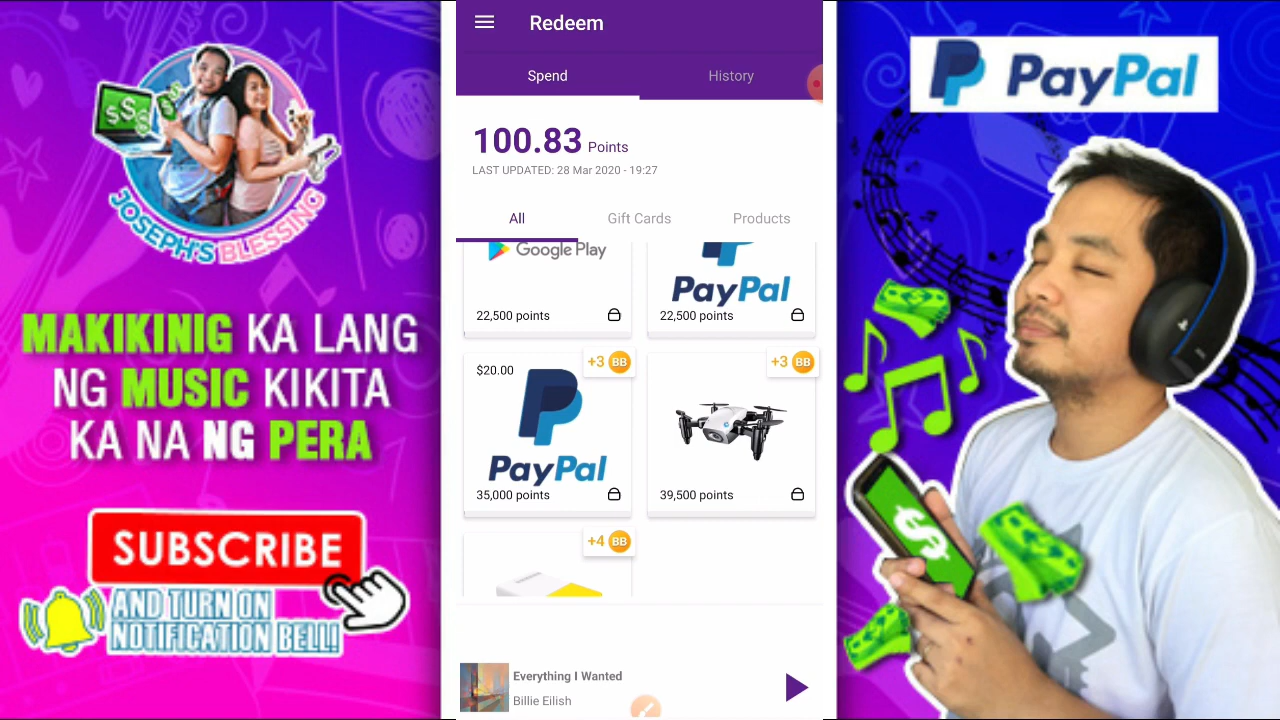 JOSEPH'S BLESSING
MAKIKINIG KA LANG
NG MUSIC KIKITA
KA NA NG PERA
SUBSCRIBE
AND TURN ON
NOTIFICATION BELL!
Redeem
Spend
History
100.83 Points
LAST UPDATED: 28 Mar 2020 - 19:27
All
Gift Cards
Products
Google Play
22,500 points
PayPal
22,500 points
+3 BB
$20.00
PayPal
35,000 points
+3 BB
39,500 points
+4 BB
Everything I Wanted
Billie Eilish
PayPal